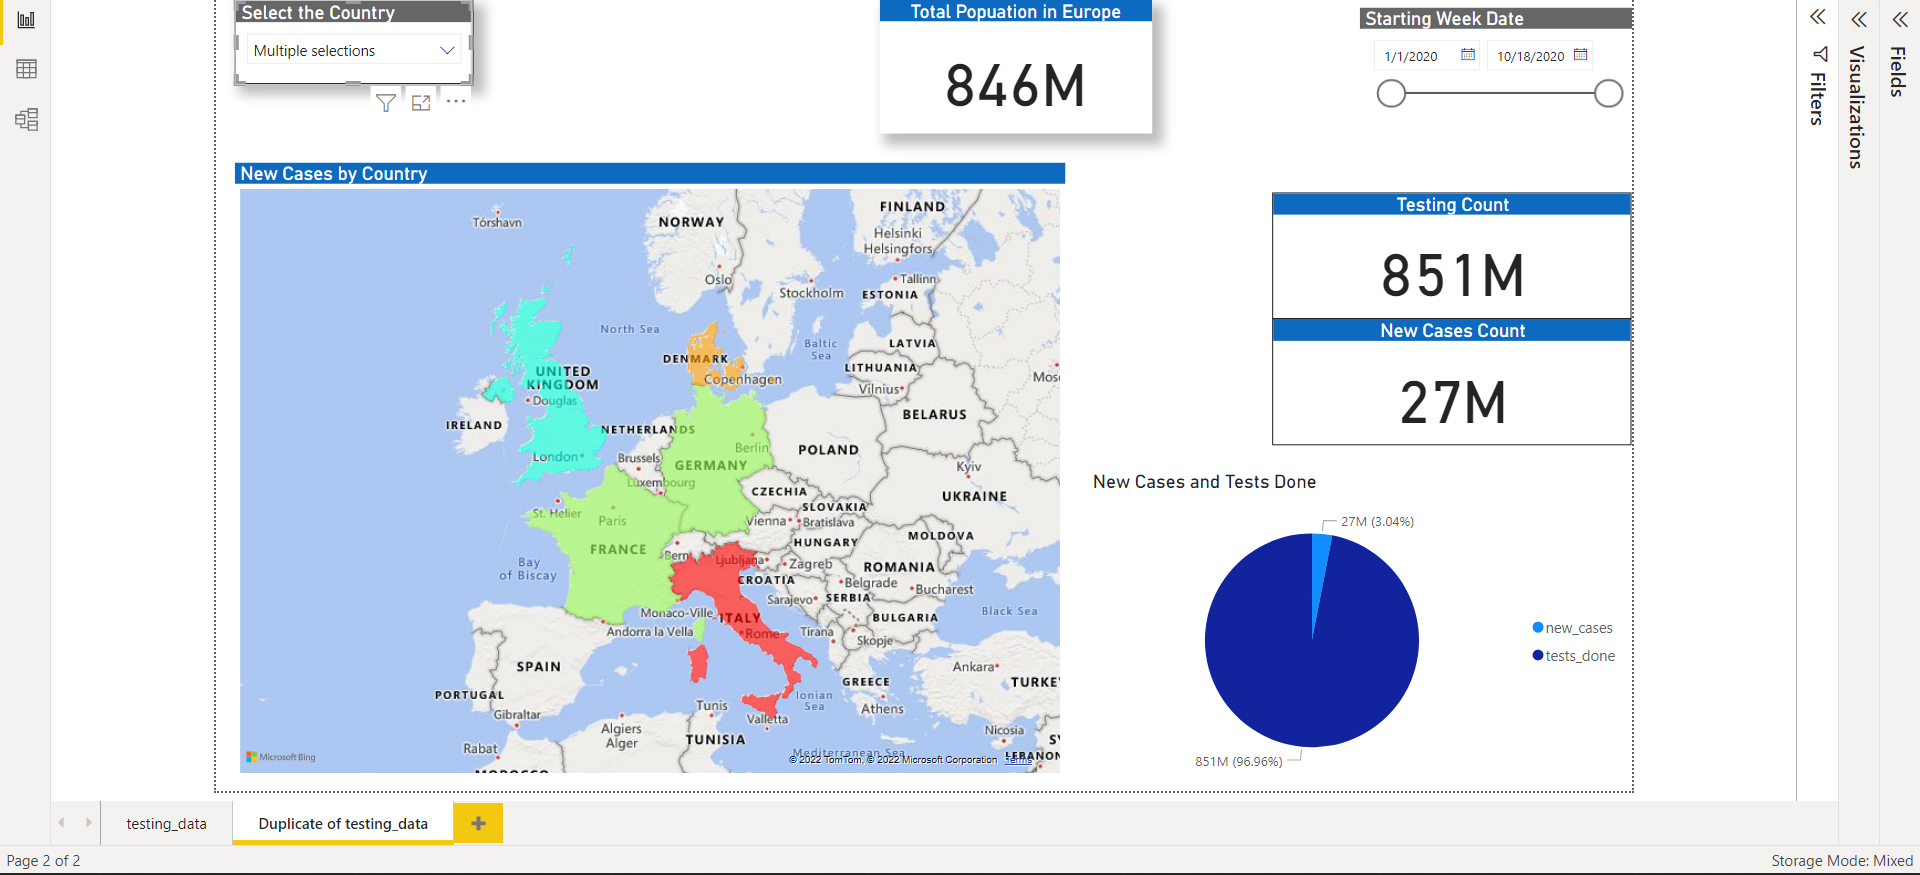 Select the Country
Multiple selections
Total Popuation in Europe
846M
Starting Week Date
1/1/2020
10/18/2020
Filters
Visualizations
Fields
New Cases by Country
Tórshavn
NORWAY
FINLAND
Helsinki
Helsingfors
Oslo
Tallinn
Stockholm
ESTONIA
North Sea
Baltic
Sea
LATVIA
DENMARK
LITHUANIA
UNITED
KINGDOM
Copenhagen
Vilnius
Mos
Douglas
BELARUS
IRELAND
NETHERLANDS
Berlin
POLAND
London
Brussels
GERMANY
Kyiv
Luxembourg
CZECHIA
UKRAINE
St. Helier
Paris
SLOVAKIA
Vienna
Bratislava
FRANCE
HUNGARY
MOLDOVA
Bern
Ljubljana
Zagreb
ROMANIA
Bay
of Biscay
CROATIA
Belgrade
Bucharest
Sarajevo
SERBIA
Monaco-Ville
ITALY
BULGARIA
Black Sea
Andorra la Vella
Rome
Tirana
Skopje
SPAIN
Ankara
PORTUGAL
GREECE
TURKEY
Ionian
Sea
Gibraltar
Tunis
Valletta
Athens
Algiers
Alger
TUNISIA
Nicosia
Rabat
Mediterranean Sea
SY
LEBANON
MOROCCO
Microsoft Bing
© 2022 TomTom, © 2022 Microsoft Corporation Terms
Testing Count
851M
New Cases Count
27M
New Cases and Tests Done
27M (3.04%)
new_cases
tests_done
851M (96.96%)
testing_data
Duplicate of testing_data
Page 2 of 2
Storage Mode: Mixed